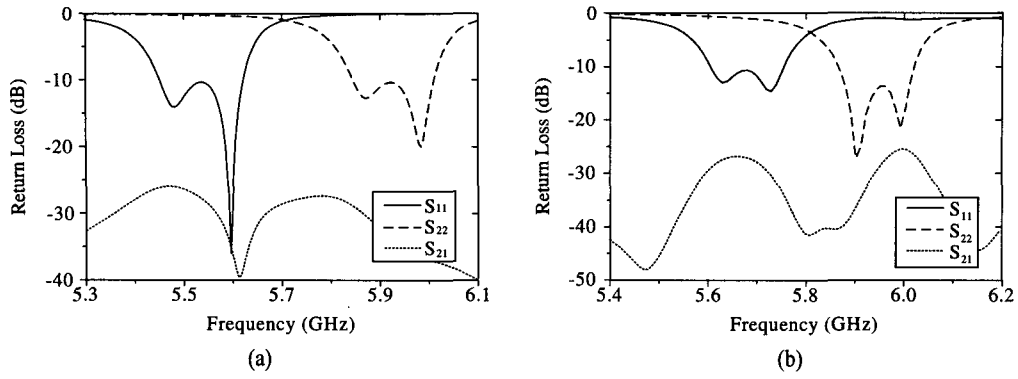 0
-10
-20
-30
-40
Return Loss (dB)
5.3
5.5
5.7
5.9
6.1
Frequency (GHz)
S11
S22
S21
(a)
0
-10
-20
-30
-40
-50
Return Loss (dB)
5.4
5.6
5.8
6.0
6.2
Frequency (GHz)
S11
S22
S21
(b)